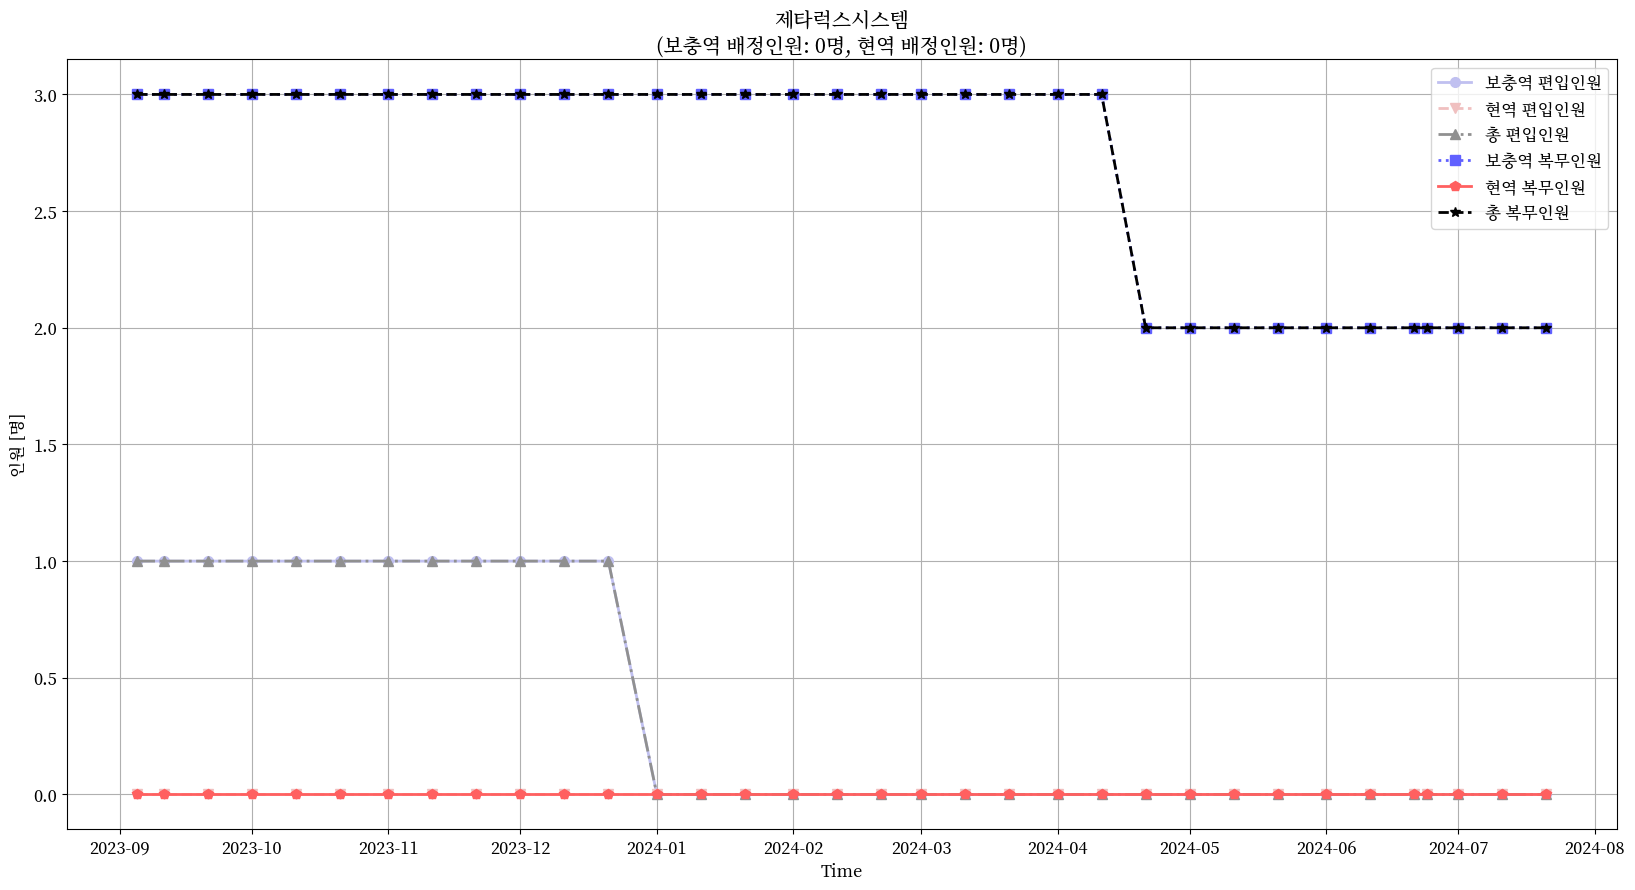 제타럭스시스템
(보충역 배정인원: 0명, 현역 배정인원: 0명)
보충역 편입인원
현역 편입인원
총 편입인원
보충역 복무인원
현역 복무인원
총 복무인원
인원 [명]
3.0
2.5
2.0
1.5
1.0
0.5
0.0
2023-09 2023-10 2023-11 2023-12 2024-01 2024-02 2024-03 2024-04 2024-05 2024-06 2024-07 2024-08
Time